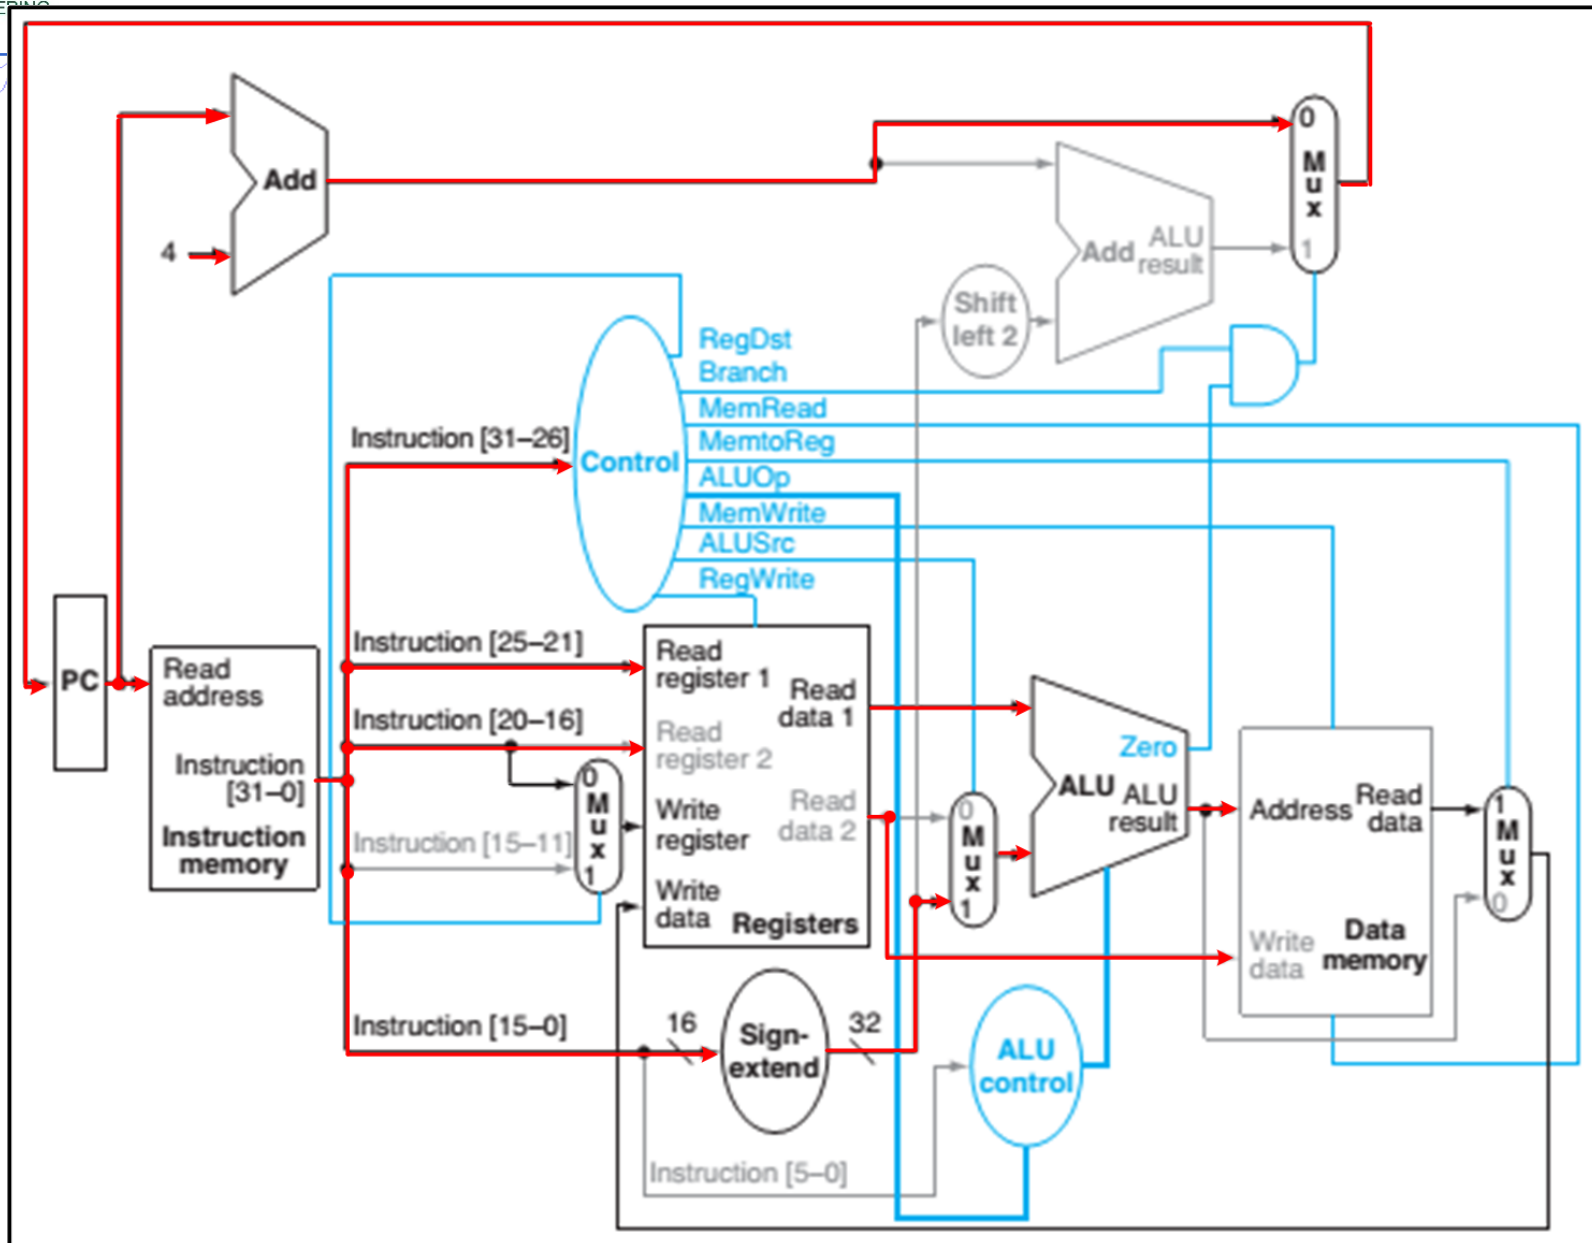 ERING
0
M
u
x
1
Add
4
Add
ALU
result
Shift
left 2
RegDst
Branch
MemRead
MemtoReg
ALUOp
MemWrite
ALUSrc
RegWrite
Instruction [31–26]
Control
Instruction [25–21]
Instruction [20–16]
Instruction [15–11]
Instruction [15–0]
Instruction [5–0]
PC
Read
address
Instruction
[31–0]
Instruction
memory
0
M
u
x
1
Read
register 1
Read
register 2
Write
register
Write
data
Read
data 1
Read
data 2
Registers
16
Sign-
extend
32
0
M
u
x
1
Zero
ALU
ALU
result
ALU
control
Address
Read
data
Write
data
Data
memory
1
M
u
x
0